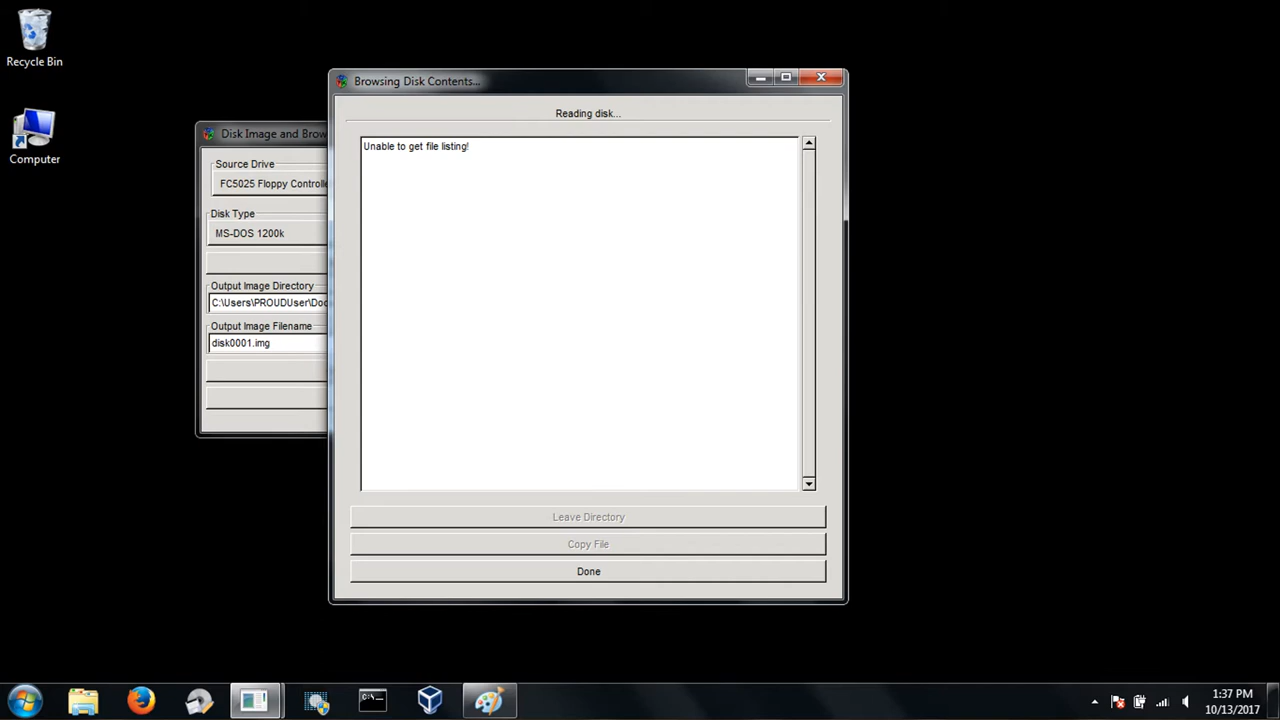 Recycle Bin
Computer
Disk Image and Brow
Source Drive
FC5025 Floppy Controlle
Disk Type
MS-DOS 1200k
Output Image Directory
C:\Users\PROUDUser\Doc
Output Image Filename
disk0001.img
Browsing Disk Contents...
Reading disk...
Unable to get file listing!
Leave Directory
Copy File
Done
C:\_
1:37 PM
10/13/2017